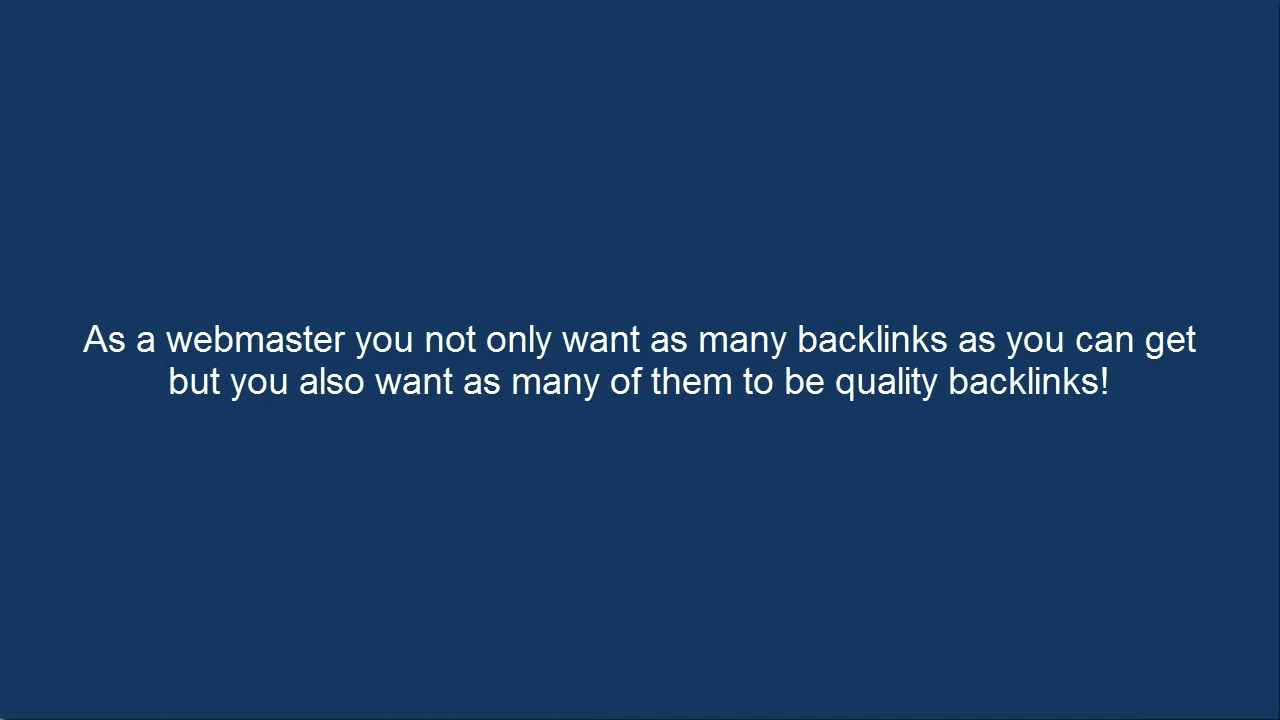 As a webmaster you not only want as many backlinks as you can get
but you also want as many of them to be quality backlinks!